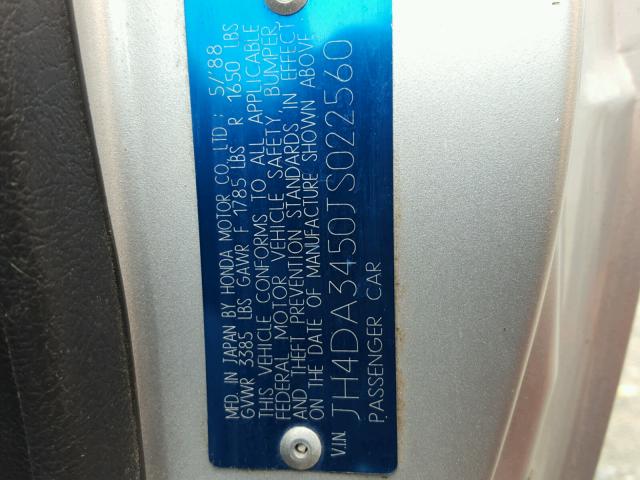 MFD. IN JAPAN BY HONDA MOTOR CO., LTD.: 5/'88
GVWR 3385 LBS GAWR F 1785 LBS R 1650 LBS
THIS VEHICLE CONFORMS TO ALL APPLICABLE
FEDERAL MOTOR VEHICLE SAFETY, BUMPER,
AND THEFT PREVENTION STANDARDS IN EFFECT
ON THE DATE OF MANUFACTURE SHOWN ABOVE.
V.I.N. JH4DA3450JS022560
PASSENGER CAR